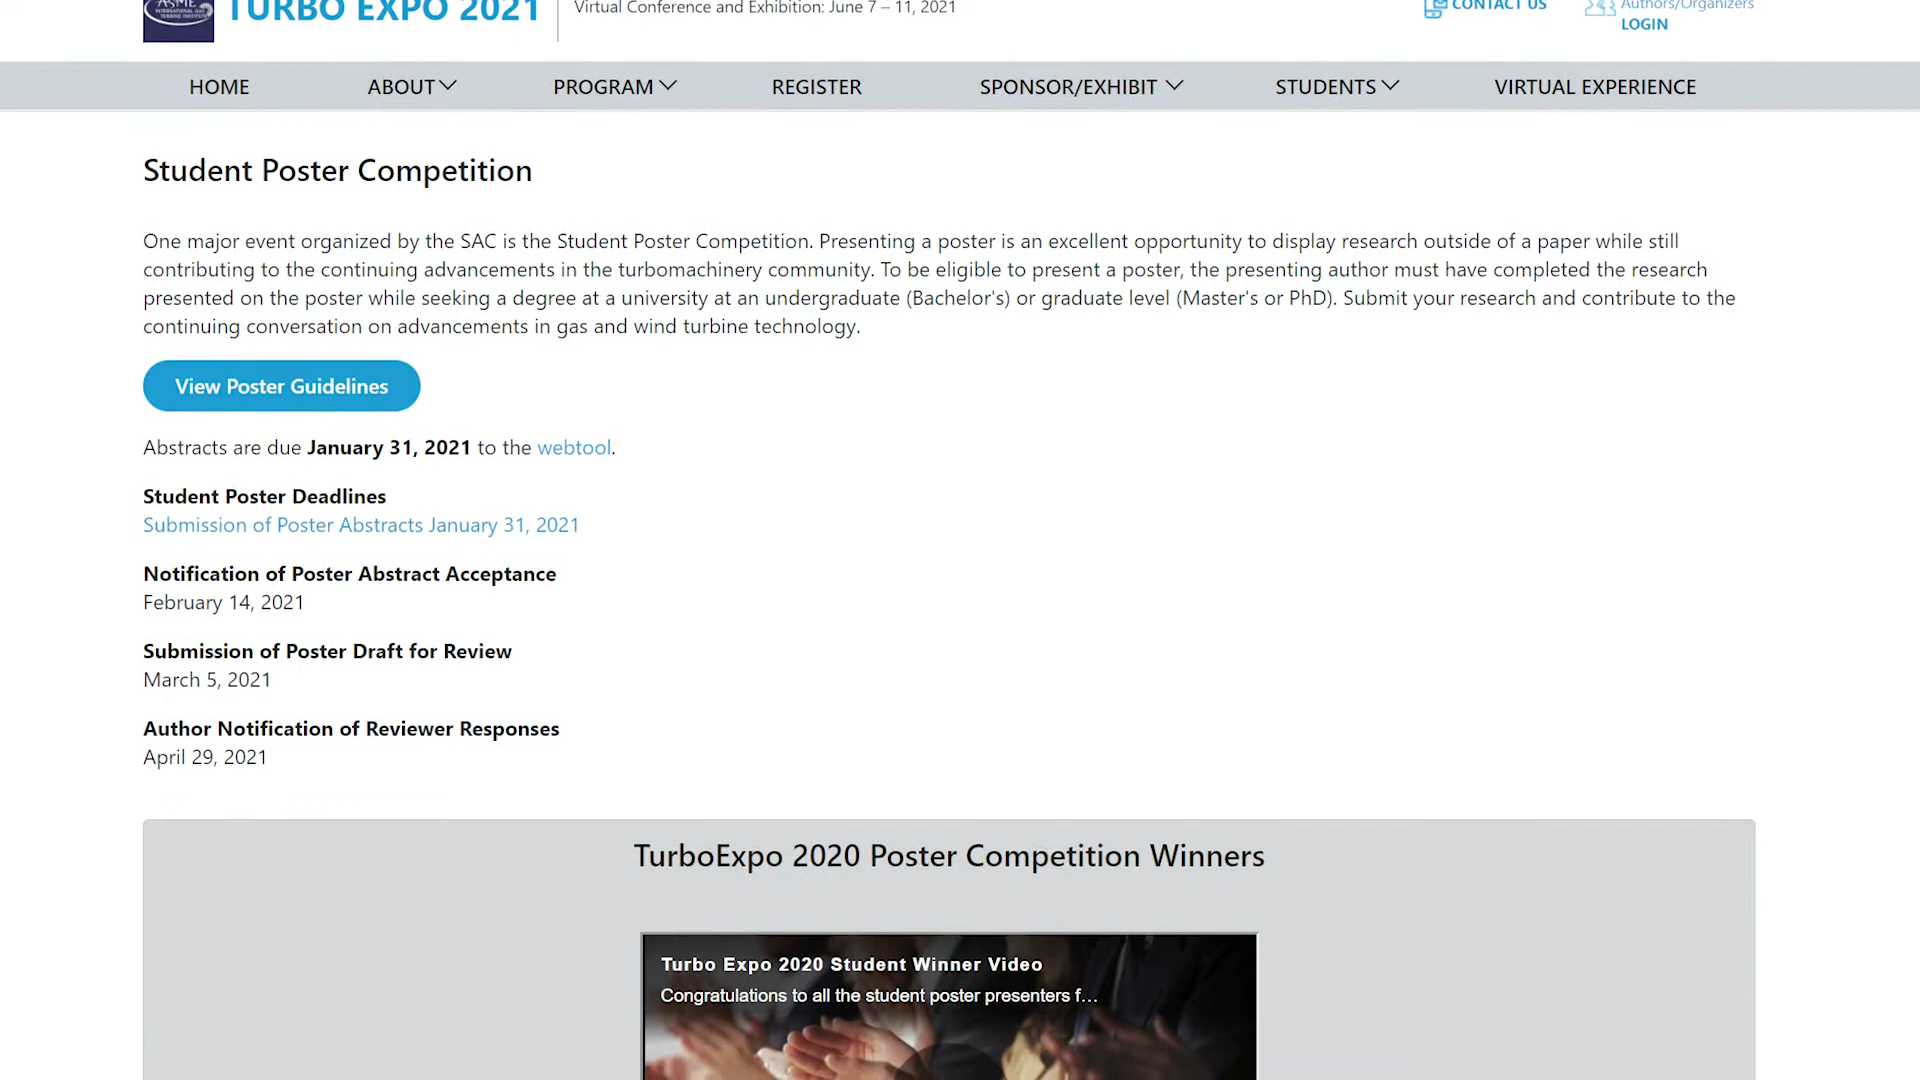 ASME
INTERNATIONAL GAS
TURBINE INSTITUTE
TURBO EXPO 2021
Virtual Conference and Exhibition: June 7 – 11, 2021
CONTACT US
Authors/Organizers
LOGIN
HOME
ABOUT
PROGRAM
REGISTER
SPONSOR/EXHIBIT
STUDENTS
VIRTUAL EXPERIENCE
Student Poster Competition
One major event organized by the SAC is the Student Poster Competition. Presenting a poster is an excellent opportunity to display research outside of a paper while still
contributing to the continuing advancements in the turbomachinery community. To be eligible to present a poster, the presenting author must have completed the research
presented on the poster while seeking a degree at a university at an undergraduate (Bachelor's) or graduate level (Master's or PhD). Submit your research and contribute to the
continuing conversation on advancements in gas and wind turbine technology.
View Poster Guidelines
Abstracts are due January 31, 2021 to the webtool.
Student Poster Deadlines
Submission of Poster Abstracts January 31, 2021
Notification of Poster Abstract Acceptance
February 14, 2021
Submission of Poster Draft for Review
March 5, 2021
Author Notification of Reviewer Responses
April 29, 2021
TurboExpo 2020 Poster Competition Winners
Turbo Expo 2020 Student Winner Video
Congratulations to all the student poster presenters f...